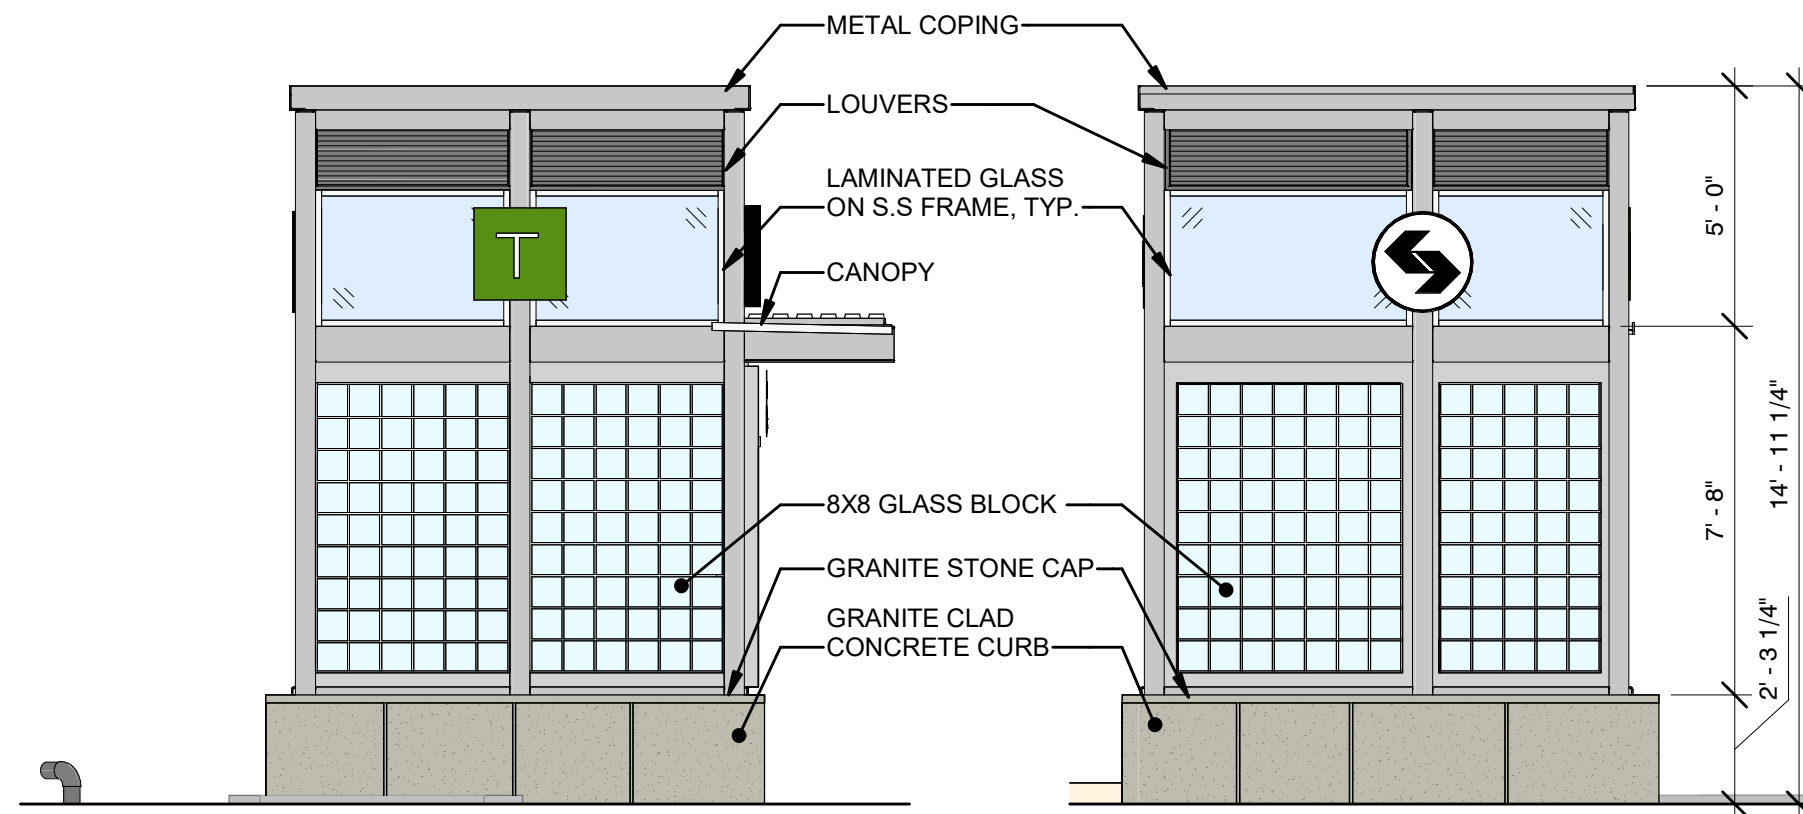 METAL COPING
LOUVERS
LAMINATED GLASS
ON S.S FRAME, TYP.
CANOPY
T
8X8 GLASS BLOCK
GRANITE STONE CAP
GRANITE CLAD
CONCRETE CURB
5' - 0"
7' - 8"
14' - 11 1/4"
2' - 3 1/4"